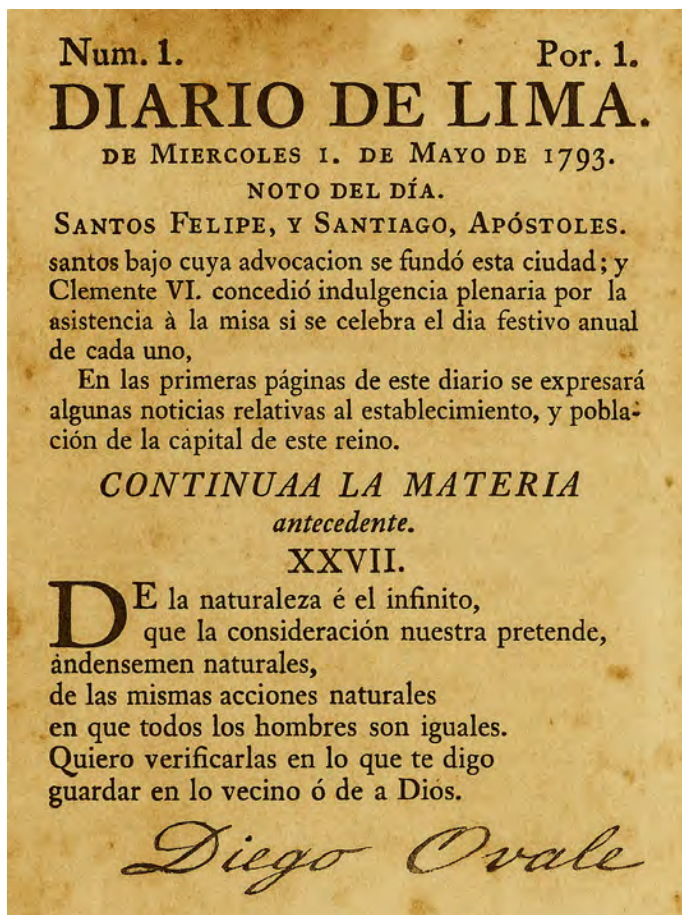 Num. 1. Por. 1.
DIARIO DE LIMA.
DE MIERCOLES 1. DE MAYO DE 1793.
NOTO DEL DÍA.
SANTOS FELIPE, Y SANTIAGO, APÓSTOLES.
santos bajo cuya advocacion se fundó esta ciudad; y
Clemente VI. concedió indulgencia plenaria por la
asistencia à la misa si se celebra el dia festivo anual
de cada uno,
En las primeras páginas de este diario se expresará
algunas noticias relativas al establecimiento, y pobla-
ción de la capital de este reino.
CONTINUAA LA MATERIA
antecedente.
XXVII.
DE la naturaleza é el infinito,
que la consideración nuestra pretende,
àndensemen naturales,
de las mismas acciones naturales
en que todos los hombres son iguales.
Quiero verificarlas en lo que te digo
guardar en lo vecino ó de a Dios.
Diego Ovale